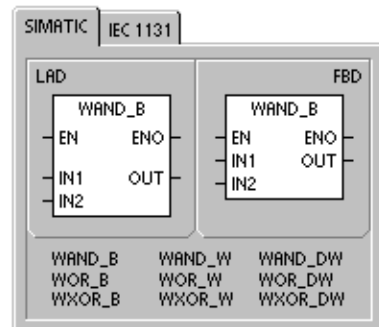 SIMATIC IEC 1131
LAD FBD
WAND_B WAND_B
EN ENO EN ENO
IN1 OUT IN1 OUT
IN2 IN2
WAND_B WAND_W WAND_DW
WOR_B WOR_W WOR_DW
WXOR_B WXOR_W WXOR_DW